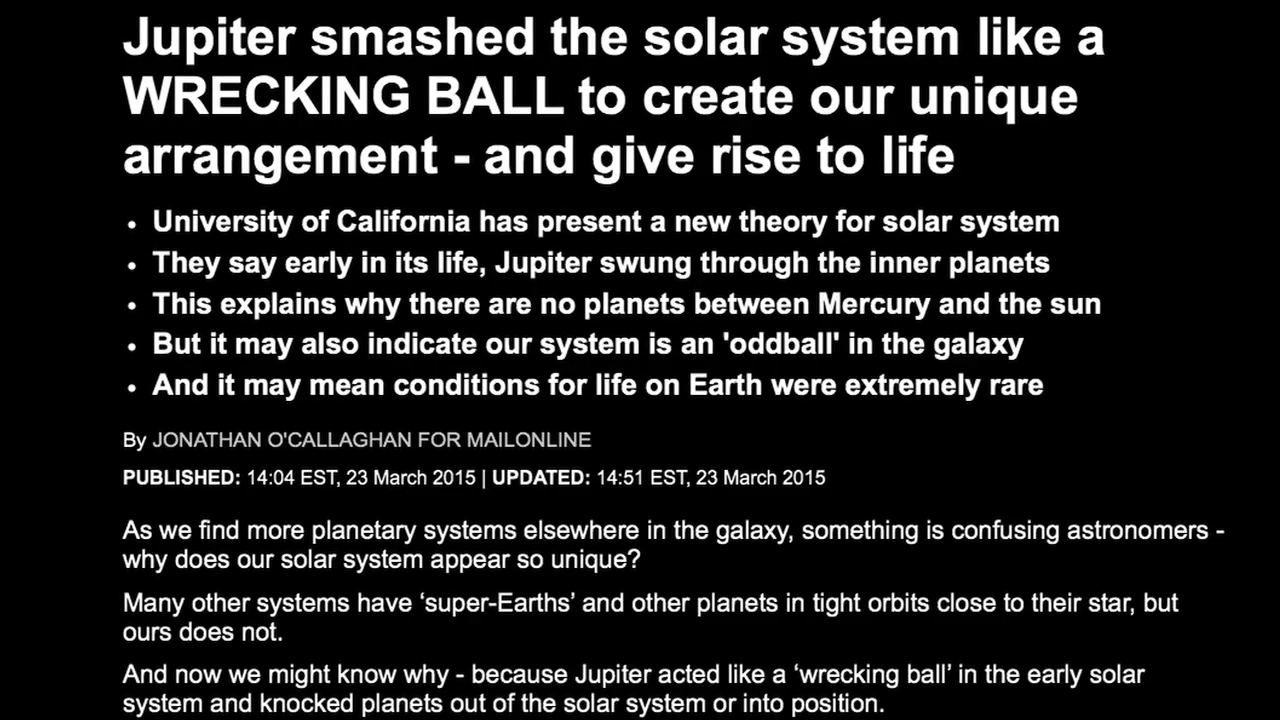 Jupiter smashed the solar system like a
WRECKING BALL to create our unique
arrangement - and give rise to life
• University of California has present a new theory for solar system
• They say early in its life, Jupiter swung through the inner planets
• This explains why there are no planets between Mercury and the sun
• But it may also indicate our system is an 'oddball' in the galaxy
• And it may mean conditions for life on Earth were extremely rare
By JONATHAN O'CALLAGHAN FOR MAILONLINE
PUBLISHED: 14:04 EST, 23 March 2015 | UPDATED: 14:51 EST, 23 March 2015
As we find more planetary systems elsewhere in the galaxy, something is confusing astronomers -
why does our solar system appear so unique?
Many other systems have ‘super-Earths’ and other planets in tight orbits close to their star, but
ours does not.
And now we might know why - because Jupiter acted like a ‘wrecking ball’ in the early solar
system and knocked planets out of the solar system or into position.